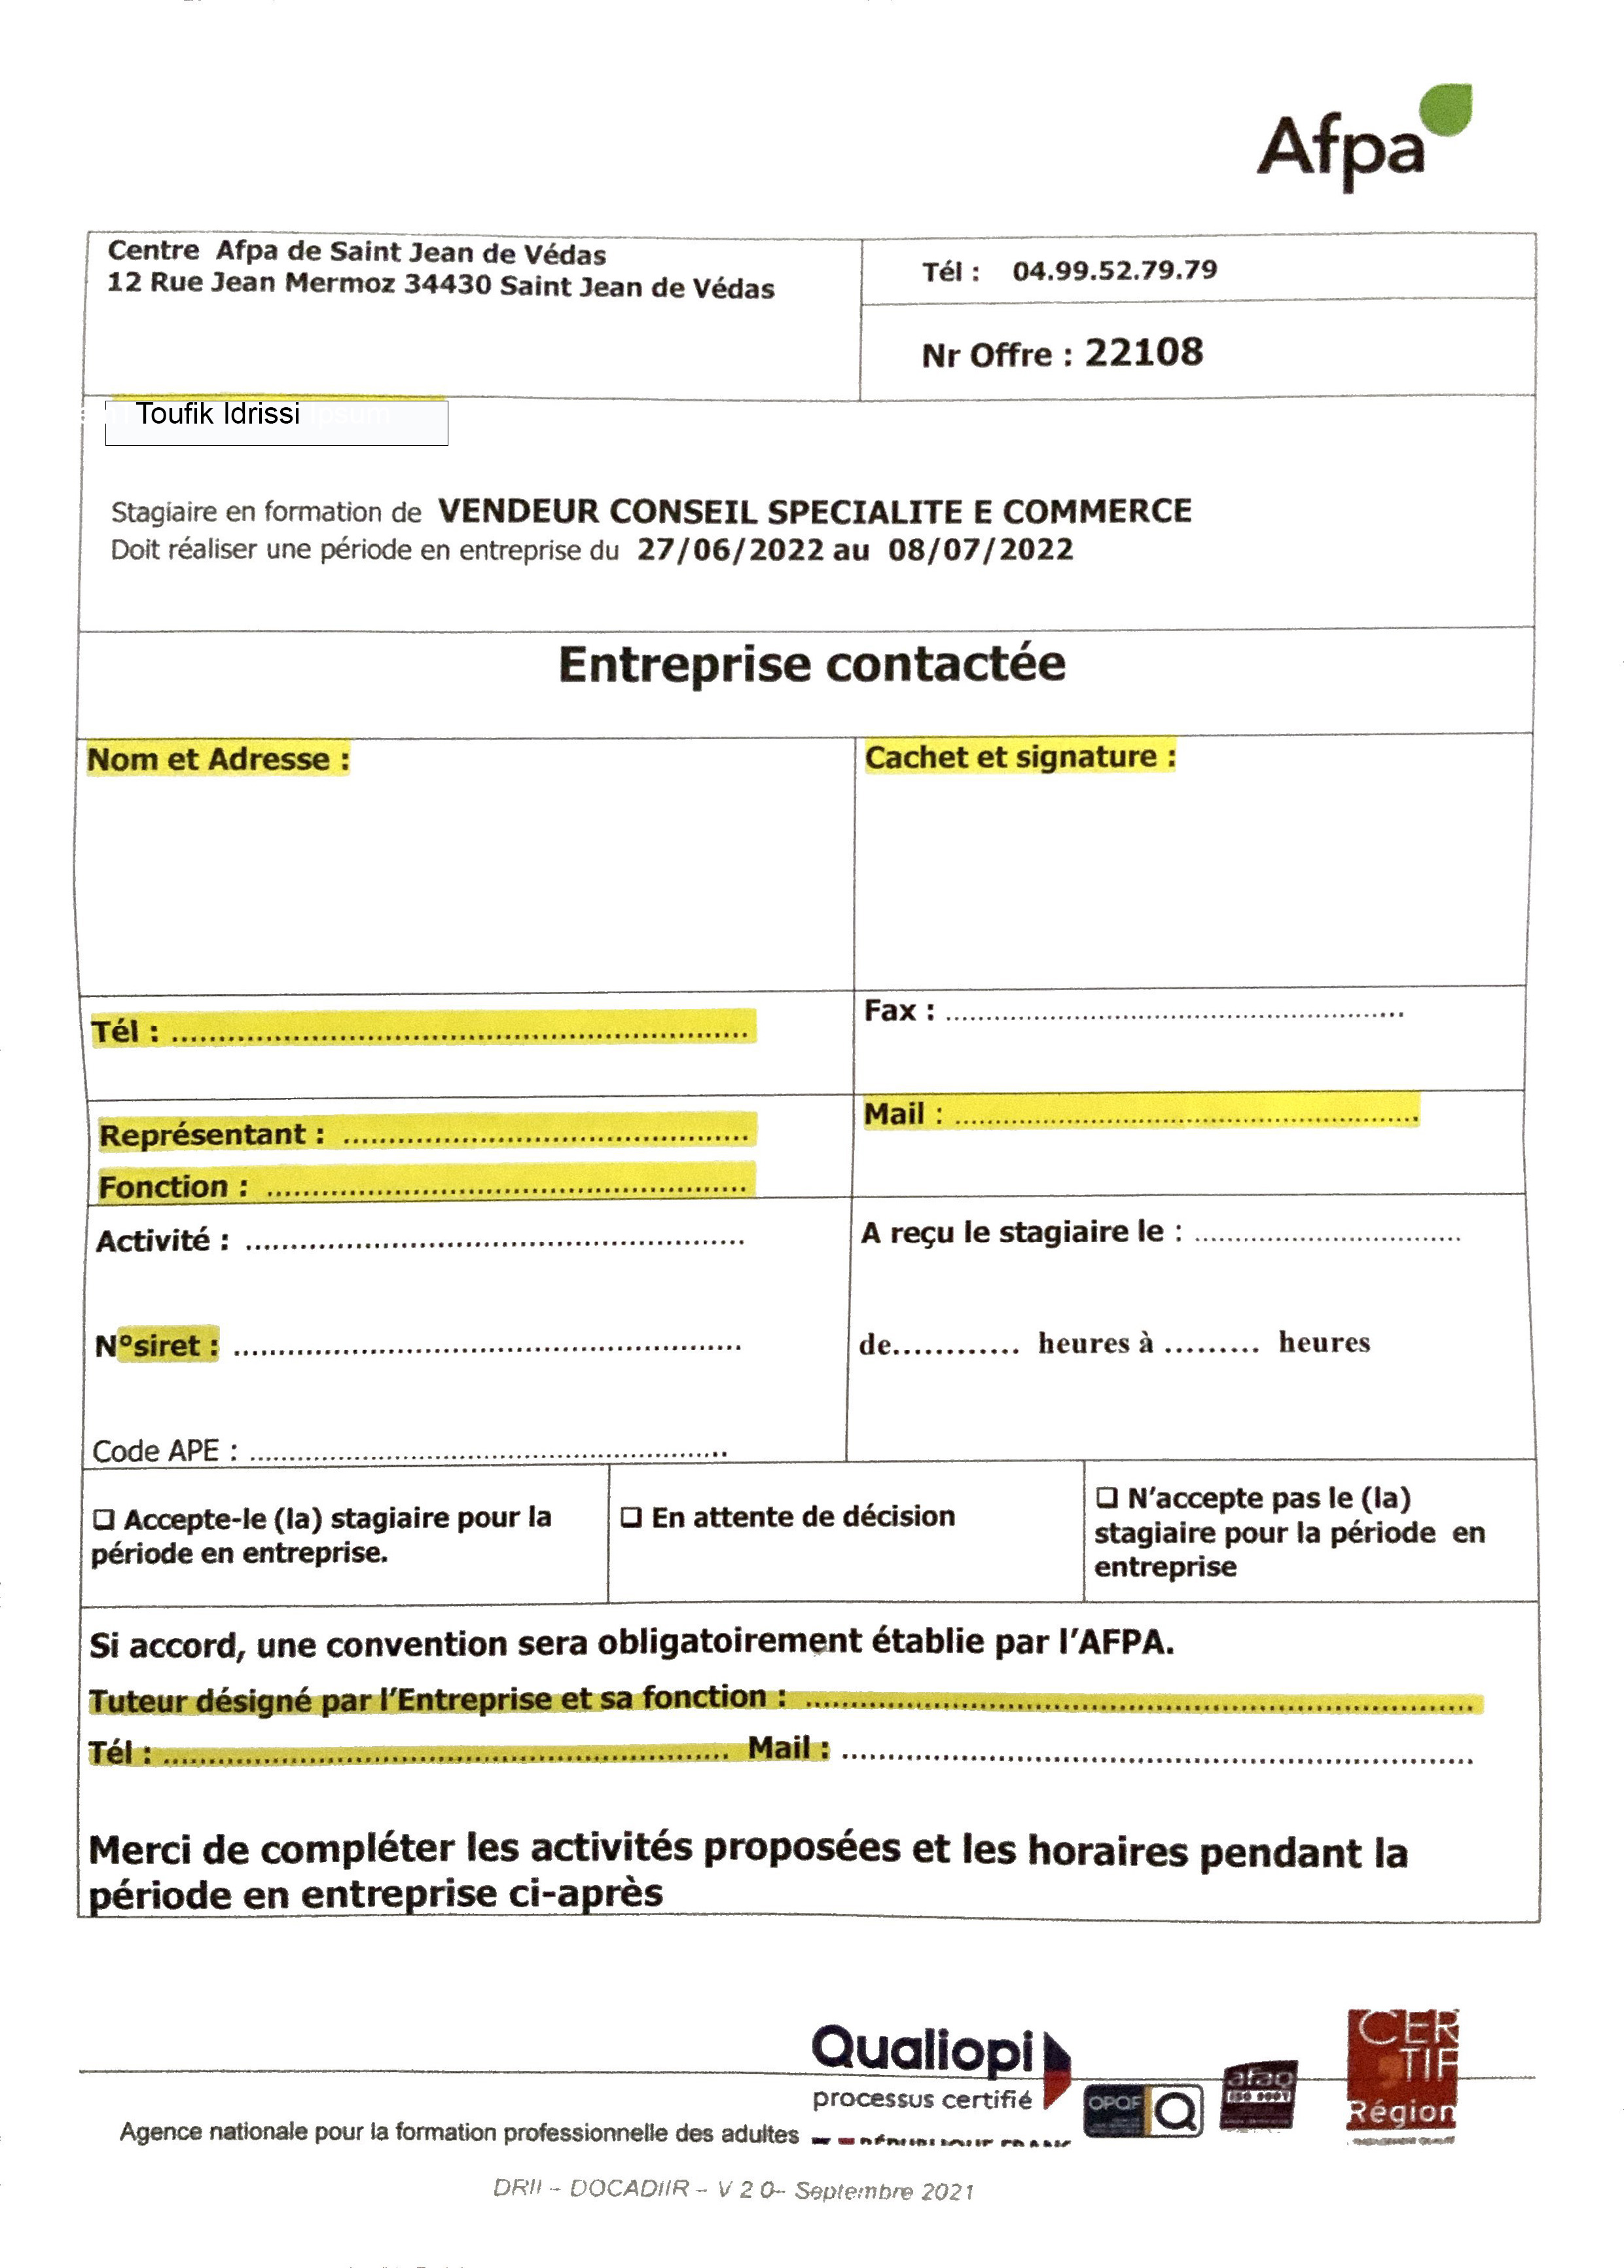 Afpa
Centre Afpa de Saint Jean de Védas
12 Rue Jean Mermoz 34430 Saint Jean de Védas
Tél : 04.99.52.79.79
Nr Offre : 22108
Toufik Idrissi
Stagiaire en formation de VENDEUR CONSEIL SPECIALITE E COMMERCE
Doit réaliser une période en entreprise du 27/06/2022 au 08/07/2022
Entreprise contactée
Nom et Adresse :
Cachet et signature :
Tél : ................................................................
Fax : ....................................................
Représentant : .............................................
Mail : ....................................................
Fonction : .....................................................
Activité : ........................................................
A reçu le stagiaire le : ..............................
N°siret : .........................................................
de............ heures à ......... heures
Code APE : .....................................................
❑ Accepte-le (la) stagiaire pour la
période en entreprise.
❑ En attente de décision
❑ N'accepte pas le (la)
stagiaire pour la période en
entreprise
Si accord, une convention sera obligatoirement établie par l'AFPA.
Tuteur désigné par l'Entreprise et sa fonction : ...........................................................................
Tél : ............................................................... Mail : ......................................................................
Merci de compléter les activités proposées et les horaires pendant la
période en entreprise ci-après
Qualiopi
processus certifié
OPQF
afaq
ISO 9001
CER
TIF
Région
Agence nationale pour la formation professionnelle des adultes
DRII – DOCADIIR – V 2 0– Septembre 2021